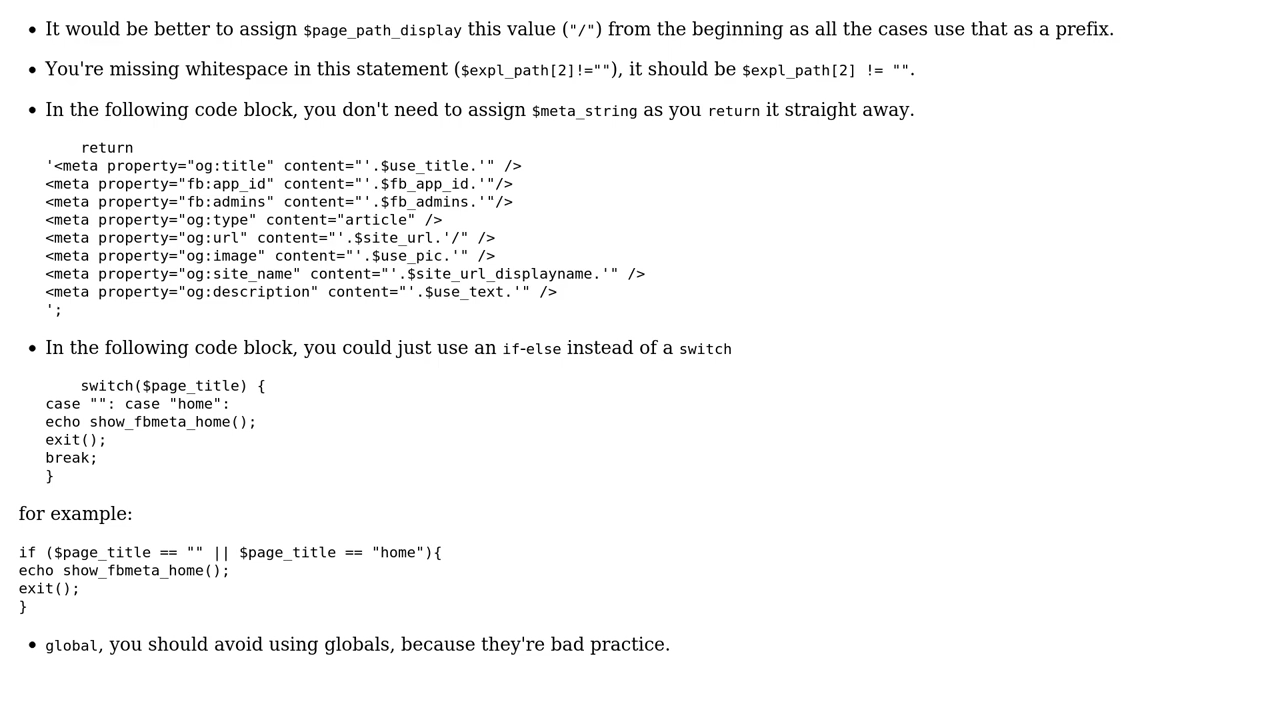 • It would be better to assign $page_path_display this value ("/") from the beginning as all the cases use that as a prefix.
• You're missing whitespace in this statement ($expl_path[2]!=""), it should be $expl_path[2] != "".
• In the following code block, you don't need to assign $meta_string as you return it straight away.
    return
'<meta property="og:title" content="'.$use_title.'" />
<meta property="fb:app_id" content="'.$fb_app_id.'"/>
<meta property="fb:admins" content="'.$fb_admins.'"/>
<meta property="og:type" content="article" />
<meta property="og:url" content="'.$site_url.'/" />
<meta property="og:image" content="'.$use_pic.'" />
<meta property="og:site_name" content="'.$site_url_displayname.'" />
<meta property="og:description" content="'.$use_text.'" />
';
• In the following code block, you could just use an if-else instead of a switch
    switch($page_title) {
case "": case "home":
echo show_fbmeta_home();
exit();
break;
}
for example:
if ($page_title == "" || $page_title == "home"){
echo show_fbmeta_home();
exit();
}
• global, you should avoid using globals, because they're bad practice.